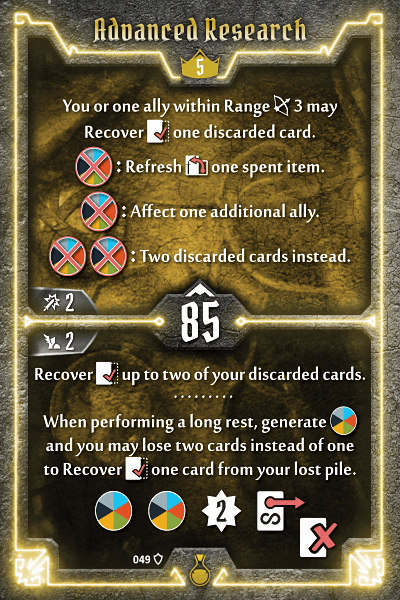 Advanced Research
5
You or one ally within Range 3 may
Recover one discarded card.
: Refresh one spent item.
: Affect one additional ally.
: Two discarded cards instead.
2
85
2
Recover up to two of your discarded cards.
.........
When performing a long rest, generate
and you may lose two cards instead of one
to Recover one card from your lost pile.
2
S
049